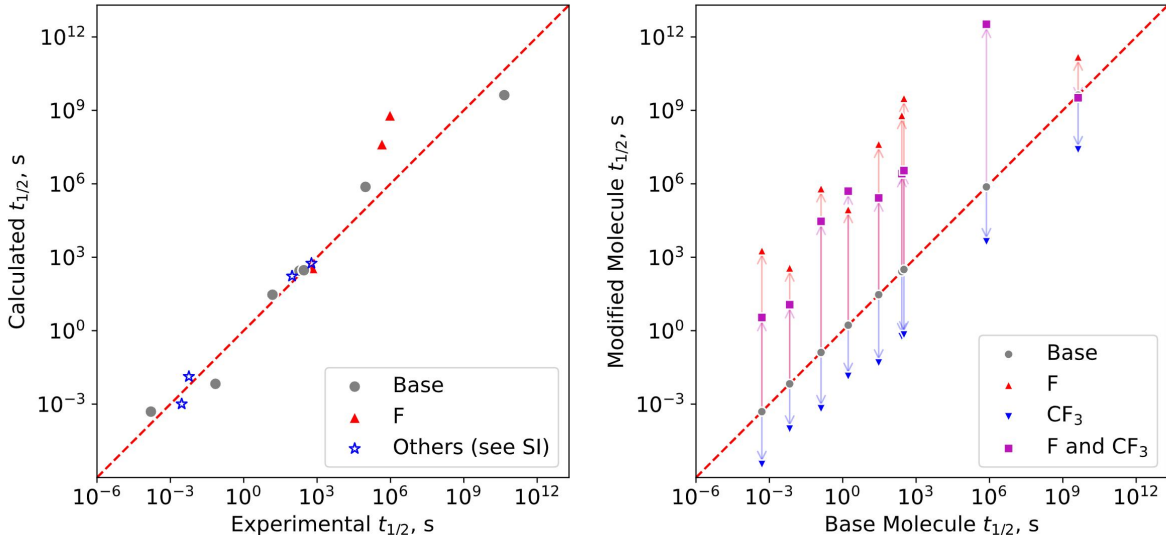 Calculated t1/2, s
10^12
10^9
10^6
10^3
10^0
10^−3
Base
F
Others (see SI)
10^−6 10^−3 10^0 10^3 10^6 10^9 10^12
Experimental t1/2, s
Modified Molecule t1/2, s
10^12
10^9
10^6
10^3
10^0
10^−3
Base
F
CF3
F and CF3
10^−6 10^−3 10^0 10^3 10^6 10^9 10^12
Base Molecule t1/2, s